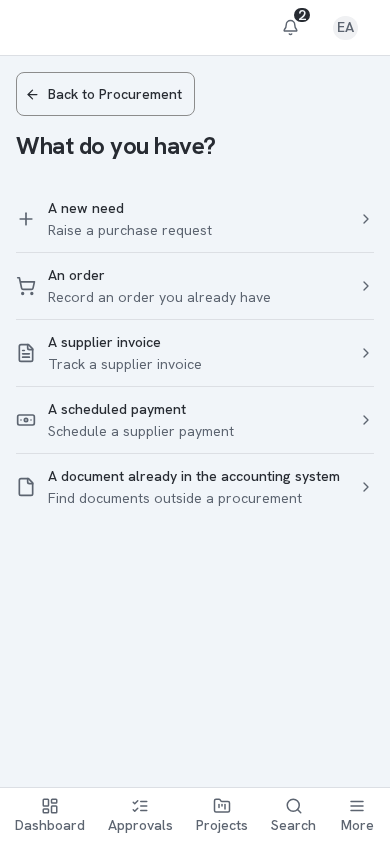 2
EA
Back to Procurement
What do you have?
A new need
Raise a purchase request
An order
Record an order you already have
A supplier invoice
Track a supplier invoice
A scheduled payment
Schedule a supplier payment
A document already in the accounting system
Find documents outside a procurement
Dashboard Approvals Projects Search More